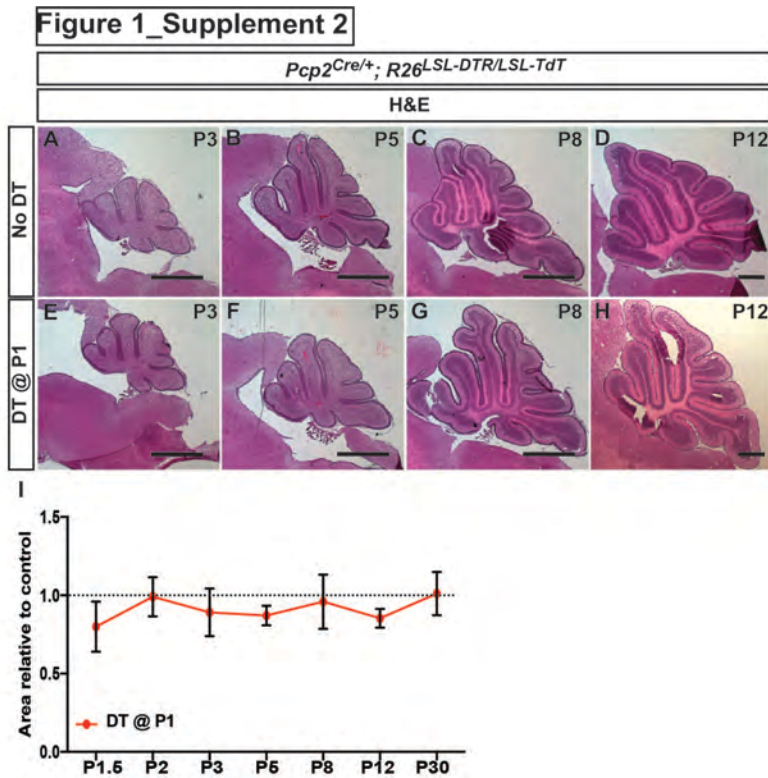 Figure 1_Supplement 2
Pcp2Cre/+; R26LSL-DTR/LSL-TdT
H&E
No DT
A P3
B P5
C P8
D P12
DT @ P1
E P3
F P5
G P8
H P12
I
Area relative to control
1.5
1.0
0.5
0.0
DT @ P1
P1.5 P2 P3 P5 P8 P12 P30